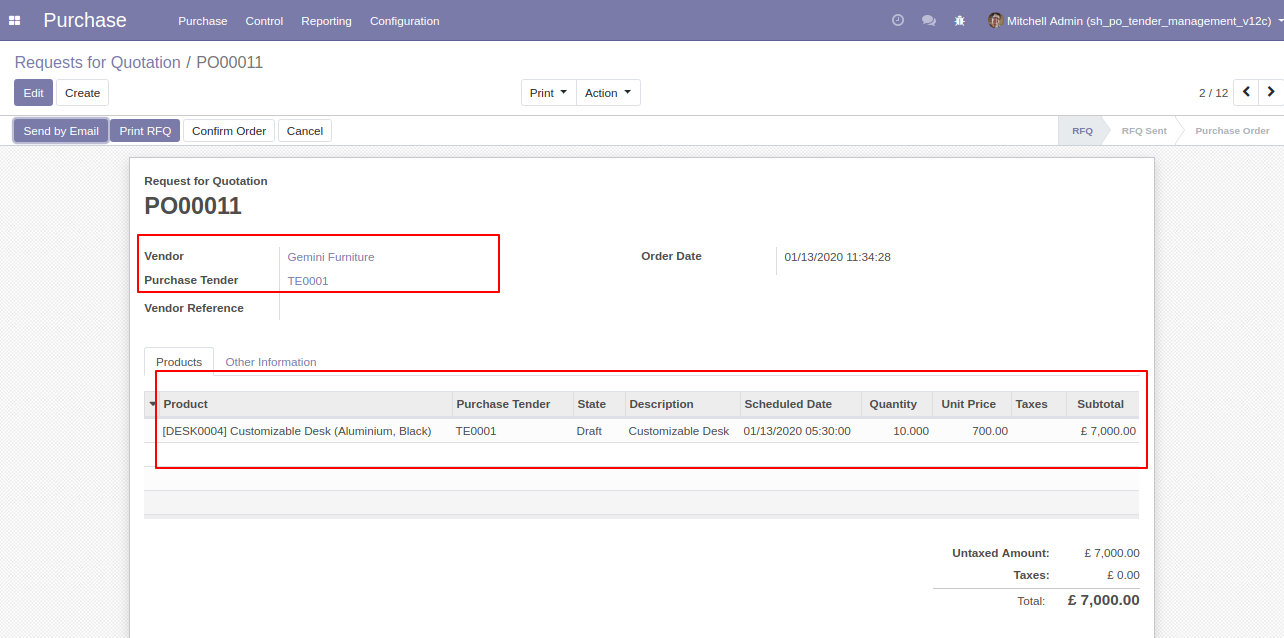 Purchase Purchase Control Reporting Configuration Mitchell Admin (sh_po_tender_management_v12c)
Requests for Quotation / PO00011
Edit Create Print Action 2 / 12
Send by Email Print RFQ Confirm Order Cancel RFQ RFQ Sent Purchase Order
Request for Quotation
PO00011
Vendor Gemini Furniture Order Date 01/13/2020 11:34:28
Purchase Tender TE0001
Vendor Reference
Products Other Information
Product Purchase Tender State Description Scheduled Date Quantity Unit Price Taxes Subtotal
[DESK0004] Customizable Desk (Aluminium, Black) TE0001 Draft Customizable Desk 01/13/2020 05:30:00 10.000 700.00 £ 7,000.00
Untaxed Amount: £ 7,000.00
Taxes: £ 0.00
Total: £ 7,000.00